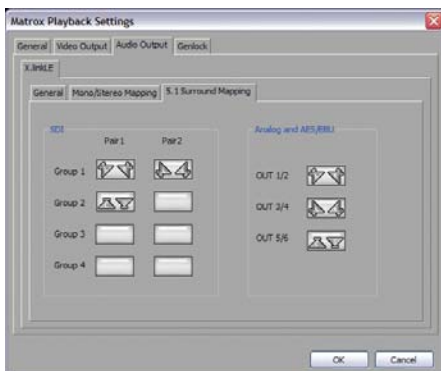 Matrox Playback Settings
General Video Output Audio Output Genlock
X.linkLE
General Mono/Stereo Mapping 5.1 Surround Mapping
SDI
Analog and AES/EBU
Pair1 Pair2
Group 1
OUT 1/2
Group 2
OUT 3/4
Group 3
OUT 5/6
Group 4
OK Cancel